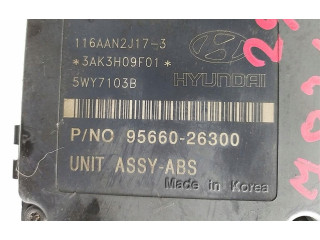 116AAN2J17-3
*3AK3H09F01*
5WY7103B
HYUNDAI
P/NO 95660-26300
UNIT ASSY-ABS
Made in Korea